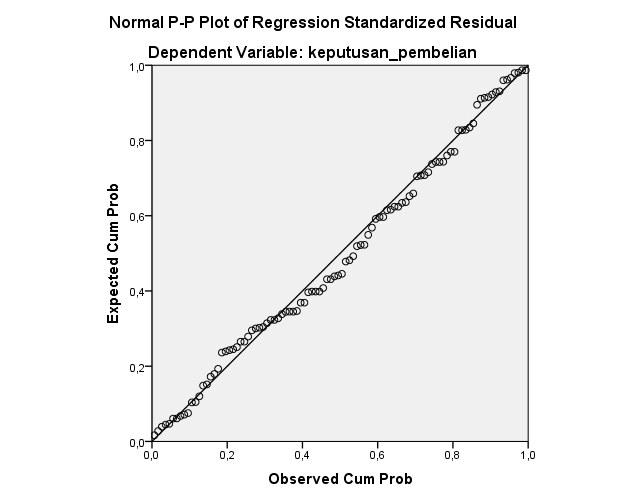 Normal P-P Plot of Regression Standardized Residual
Dependent Variable: keputusan_pembelian
1,0
0,8
0,6
0,4
0,2
0,0
Expected Cum Prob
0,0 0,2 0,4 0,6 0,8 1,0
Observed Cum Prob